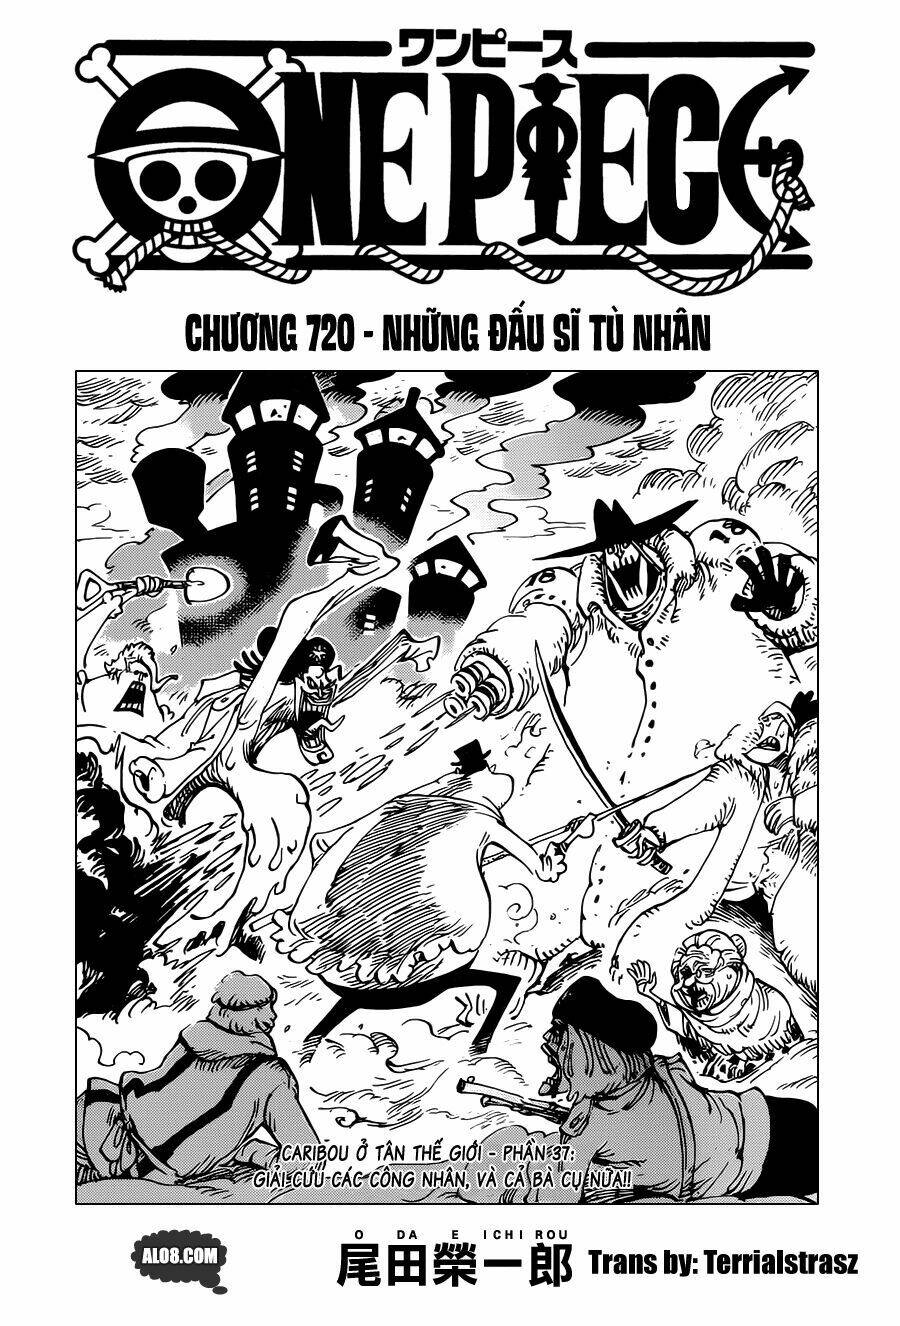 ワンピース
ONE PIECE
CHƯƠNG 720 - NHỮNG ĐẤU SĨ TÙ NHÂN
CARIBOU Ở TÂN THẾ GIỚI - PHẦN 37:
GIẢI CỨU CÁC CÔNG NHÂN, VÀ CẢ BÀ CỤ NỮA!!
O DA E ICHI ROU
尾田榮一郎
ALO8.COM
Trans by: Terrialstrasz